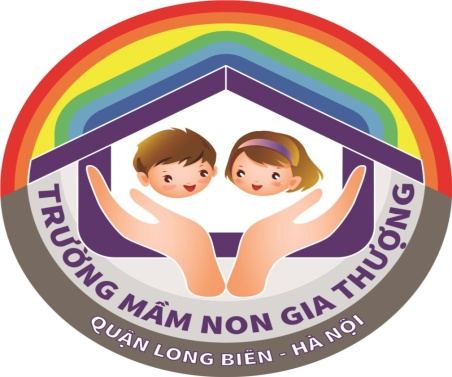 TRƯỜNG MẦM NON GIA THƯỢNG
QUẬN LONG BIÊN - HÀ NỘI